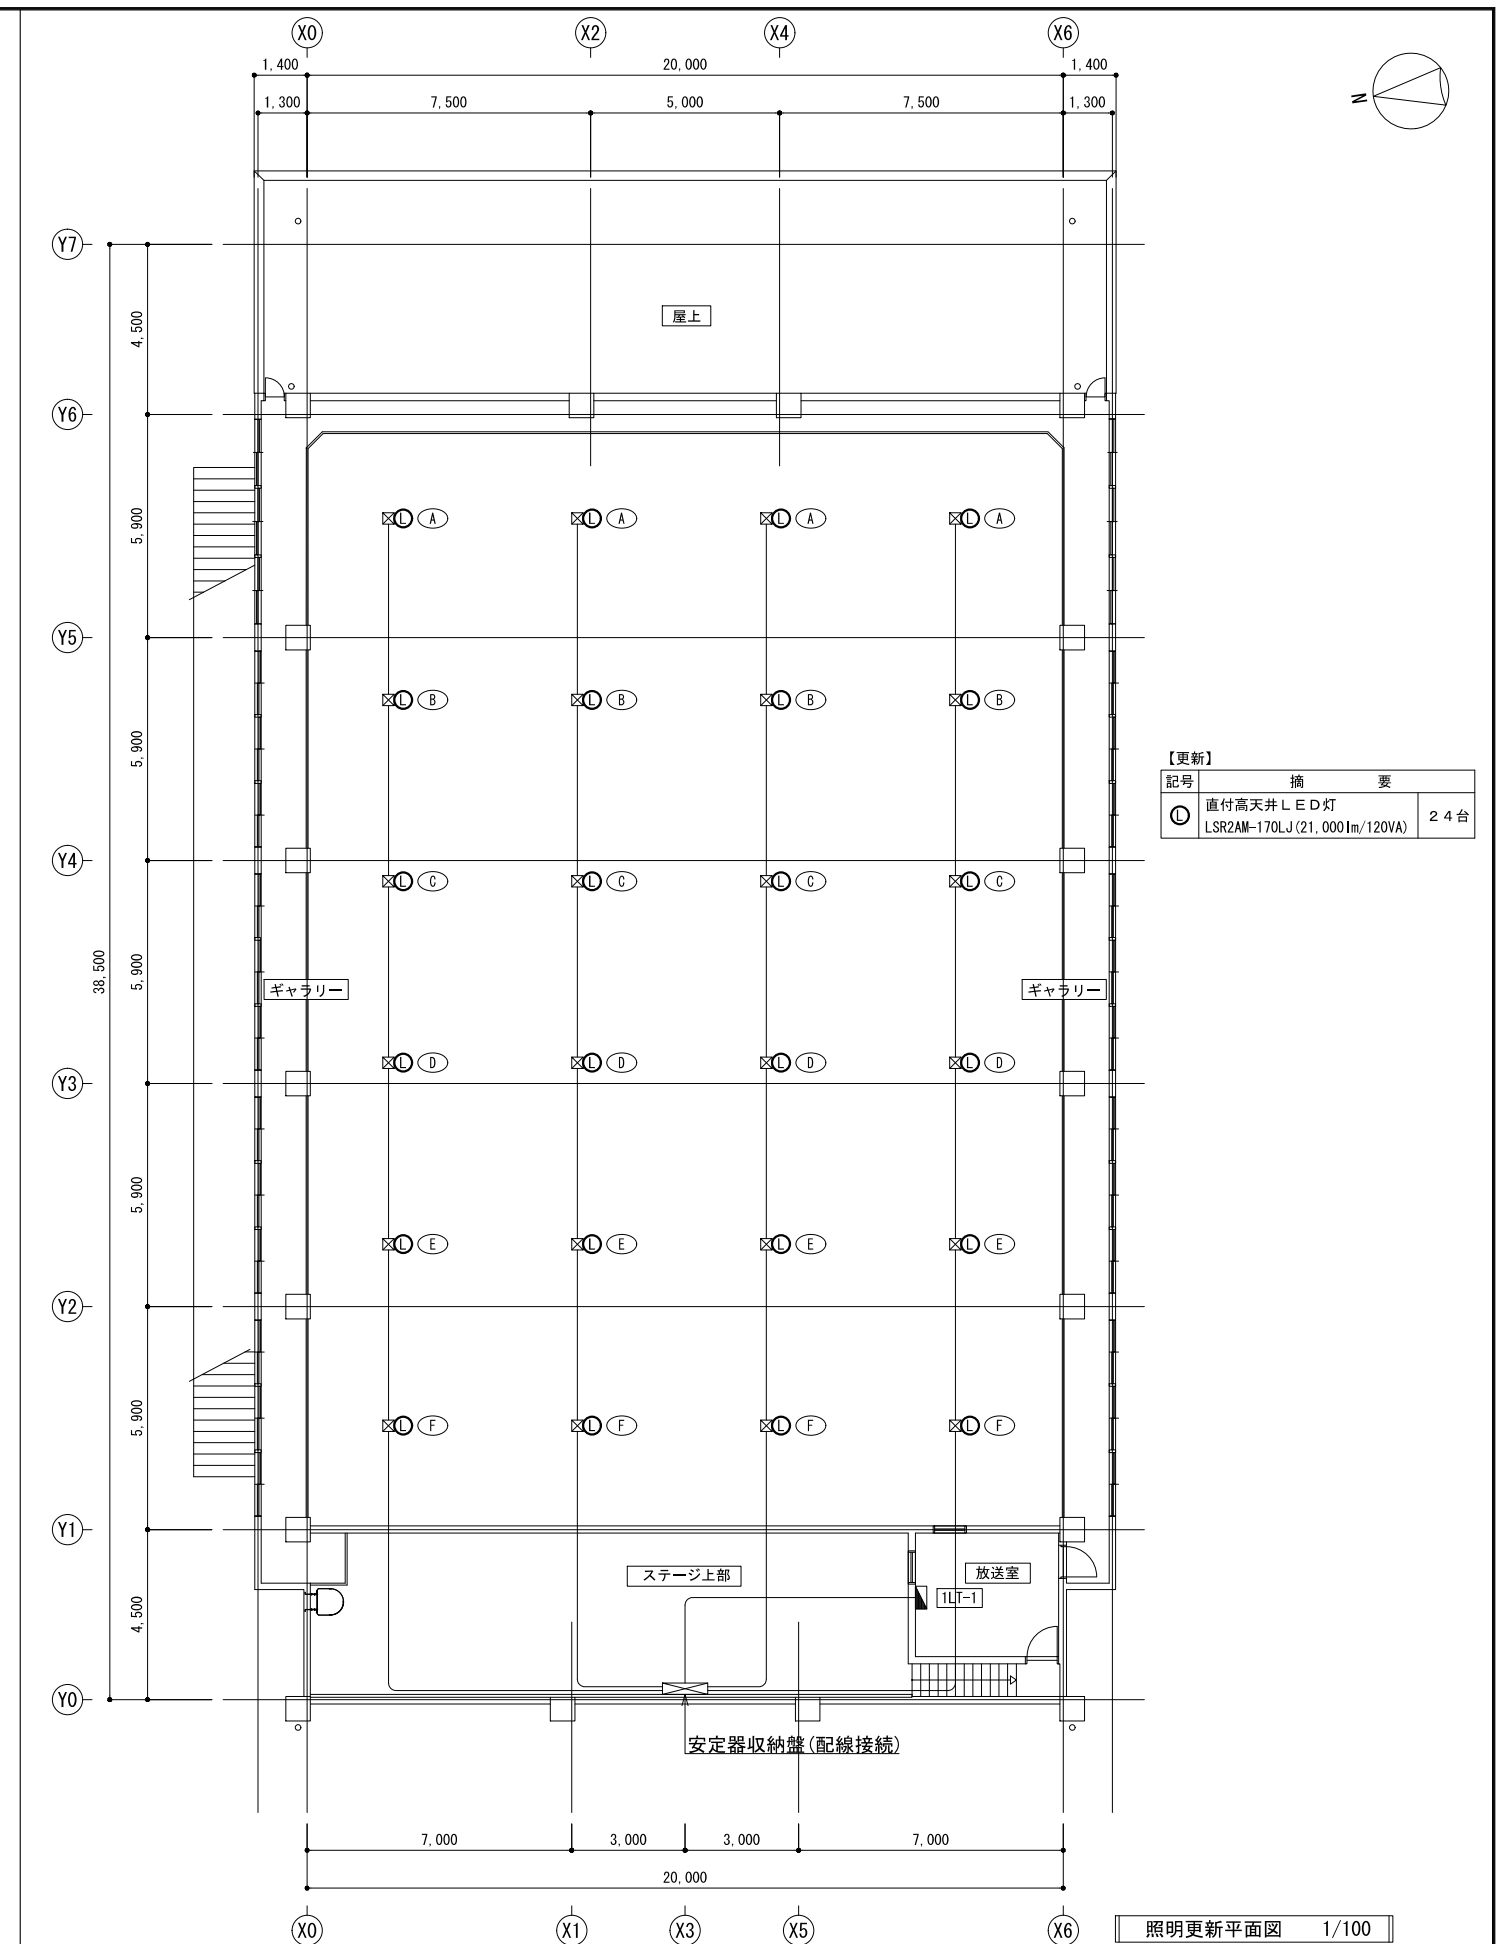 X0 X2 X4 X6
1,400 20,000 1,400
1,300 7,500 5,000 7,500 1,300
N
Y7
4,500
屋上
Y6
5,900
L A L A L A L A
Y5
L B L B L B L B
5,900
【更新】
記号 摘 要
L 直付高天井ＬＥＤ灯
LSR2AM-170LJ(21,000lm/120VA) ２４台
Y4
L C L C L C L C
38,500
5,900
ギャラリー ギャラリー
L D L D L D L D
Y3
5,900
L E L E L E L E
Y2
5,900
L F L F L F L F
Y1
ステージ上部 放送室
1LT-1
4,500
Y0
安定器収納盤(配線接続)
7,000 3,000 3,000 7,000
20,000
X0 X1 X3 X5 X6
照明更新平面図 1/100